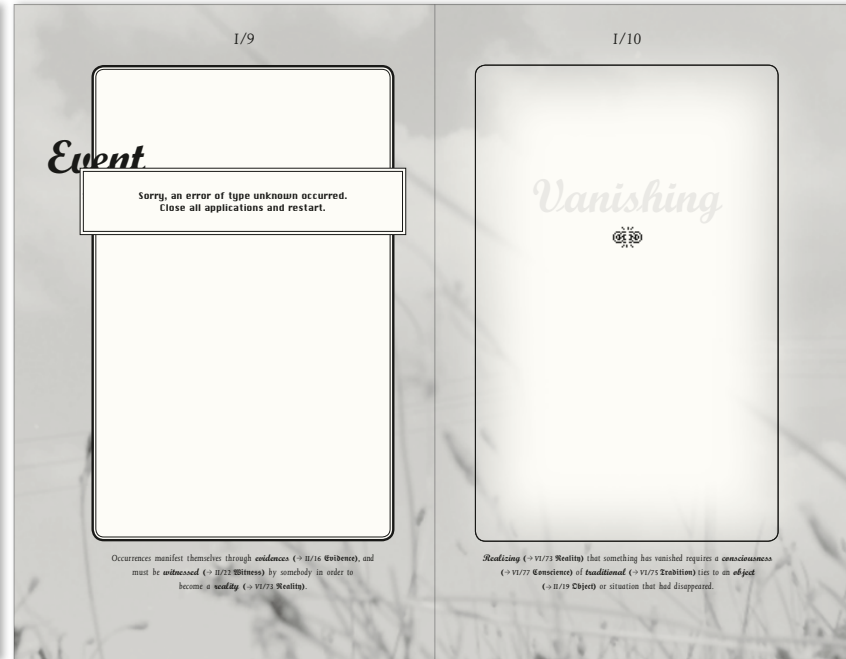 I/9
Event
Sorry, an error of type unknown occurred.
Close all applications and restart.
Occurrences manifest themselves through evidences (→ II/16 Evidence), and
must be witnessed (→ II/22 Witness) by somebody in order to
become a reality (→ VI/73 Reality).
I/10
Vanishing
Realizing (→ VI/73 Reality) that something has vanished requires a consciousness
(→ VI/77 Conscience) of traditional (→ VI/75 Tradition) ties to an object
(→ II/19 Object) or situation that had disappeared.